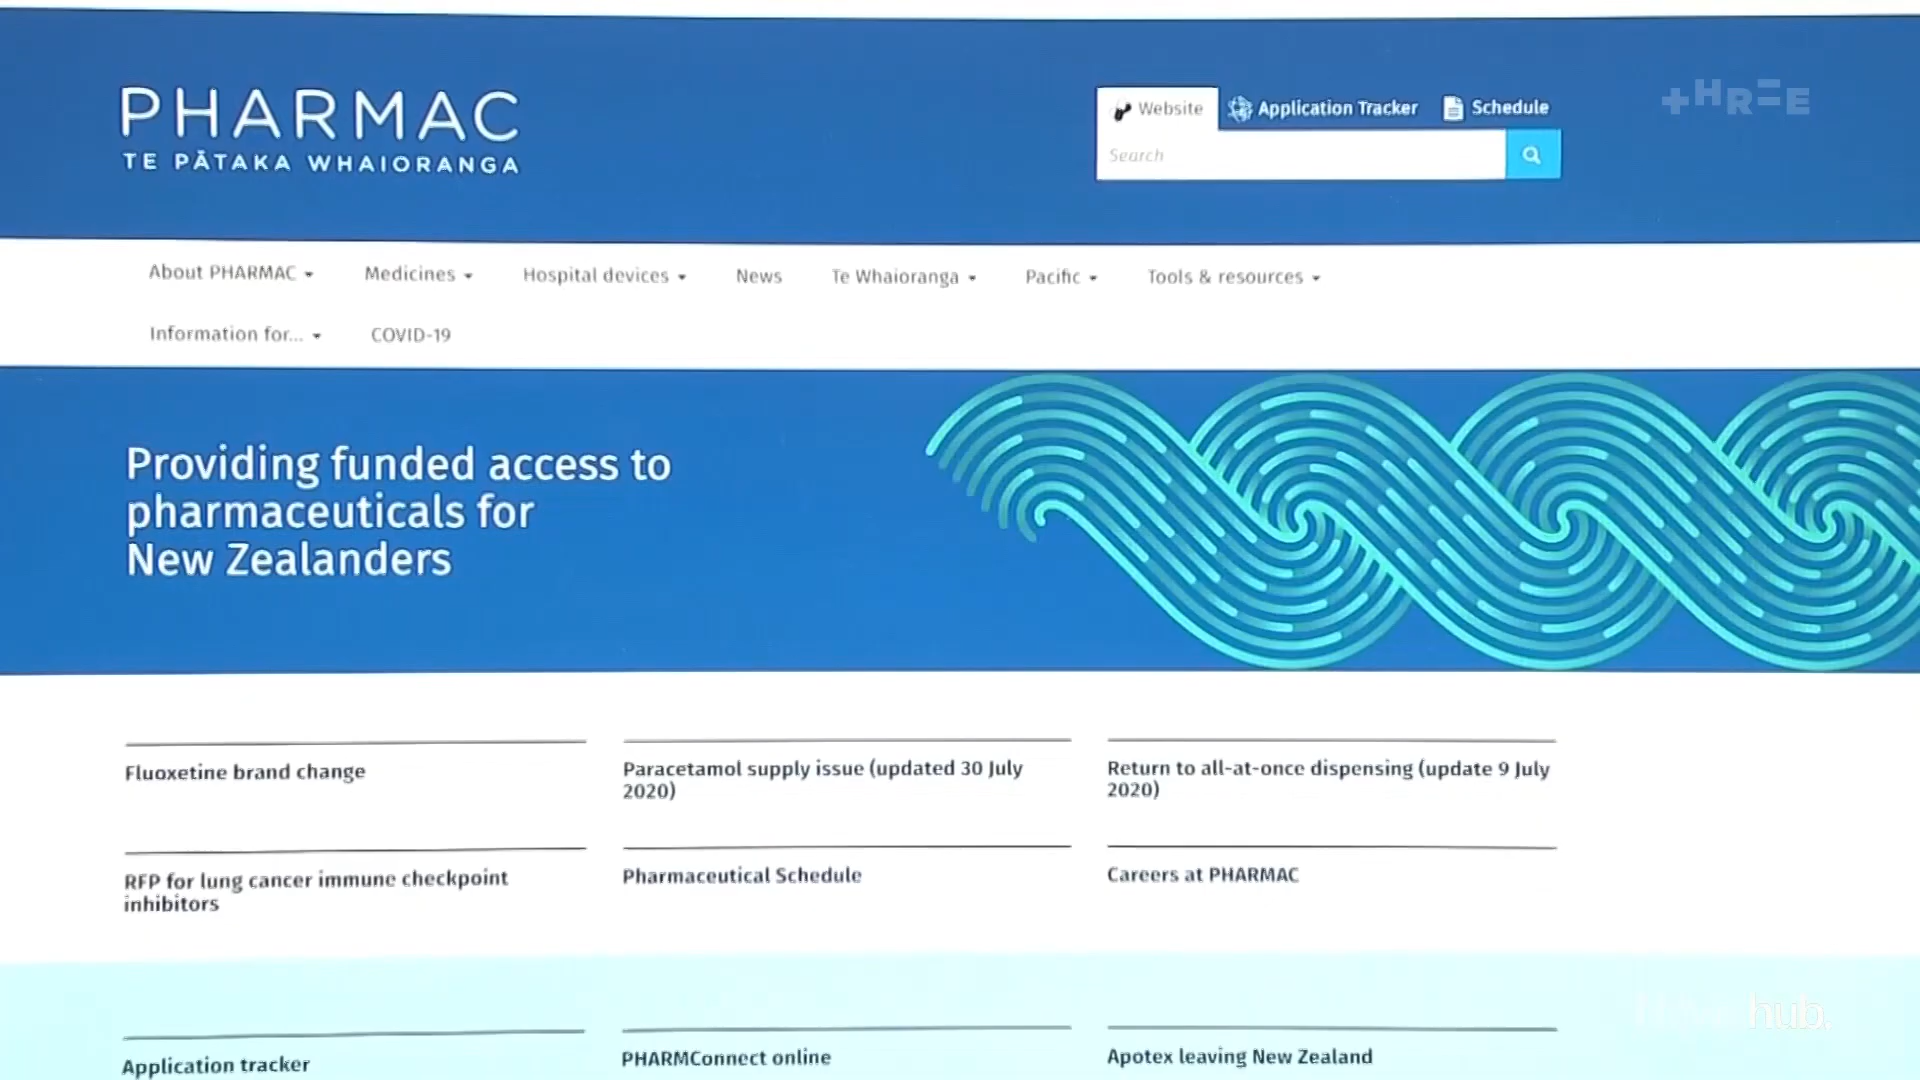 PHARMAC
TE PĀTAKA WHAIORANGA
Website
Application Tracker
Schedule
Search
+HR=E
About PHARMAC
Medicines
Hospital devices
News
Te Whaioranga
Pacific
Tools & resources
Information for...
COVID-19
Providing funded access to
pharmaceuticals for
New Zealanders
Fluoxetine brand change
Paracetamol supply issue (updated 30 July
2020)
Return to all-at-once dispensing (update 9 July
2020)
RFP for lung cancer immune checkpoint
inhibitors
Pharmaceutical Schedule
Careers at PHARMAC
hub.
Application tracker
PHARMConnect online
Apotex leaving New Zealand